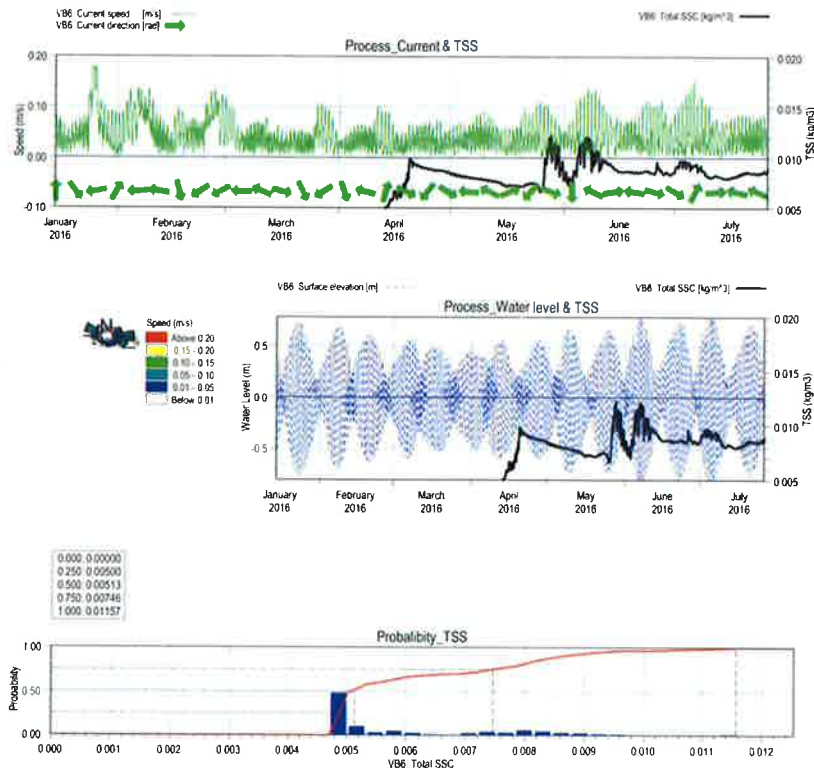 VB6 Current speed [m/s]
VB6 Current direction [rad]
VB6 Total SSC [kg/m^3]
Process_Current & TSS
0.20
0.10
0.00
-0.10
Speed (m/s)
0.020
0.015
0.010
0.005
TSS (kg/m3)
January 2016
February 2016
March 2016
April 2016
May 2016
June 2016
July 2016
VB6 Surface elevation [m]
VB6 Total SSC [kg/m^3]
Process_Water level & TSS
N
Speed (m/s)
Above 0.20
0.15 - 0.20
0.10 - 0.15
0.05 - 0.10
0.01 - 0.05
Below 0.01
0.5
0.0
-0.5
Water Level (m)
0.020
0.015
0.010
0.005
TSS (kg/m3)
January 2016
February 2016
March 2016
April 2016
May 2016
June 2016
July 2016
0.000: 0.00000
0.250: 0.00500
0.500: 0.00513
0.750: 0.00746
1.000: 0.01157
Probalibity_TSS
1.00
0.50
0.00
Probability
0.000 0.001 0.002 0.003 0.004 0.005 0.006 0.007 0.008 0.009 0.010 0.011 0.012
VB6 Total SSC